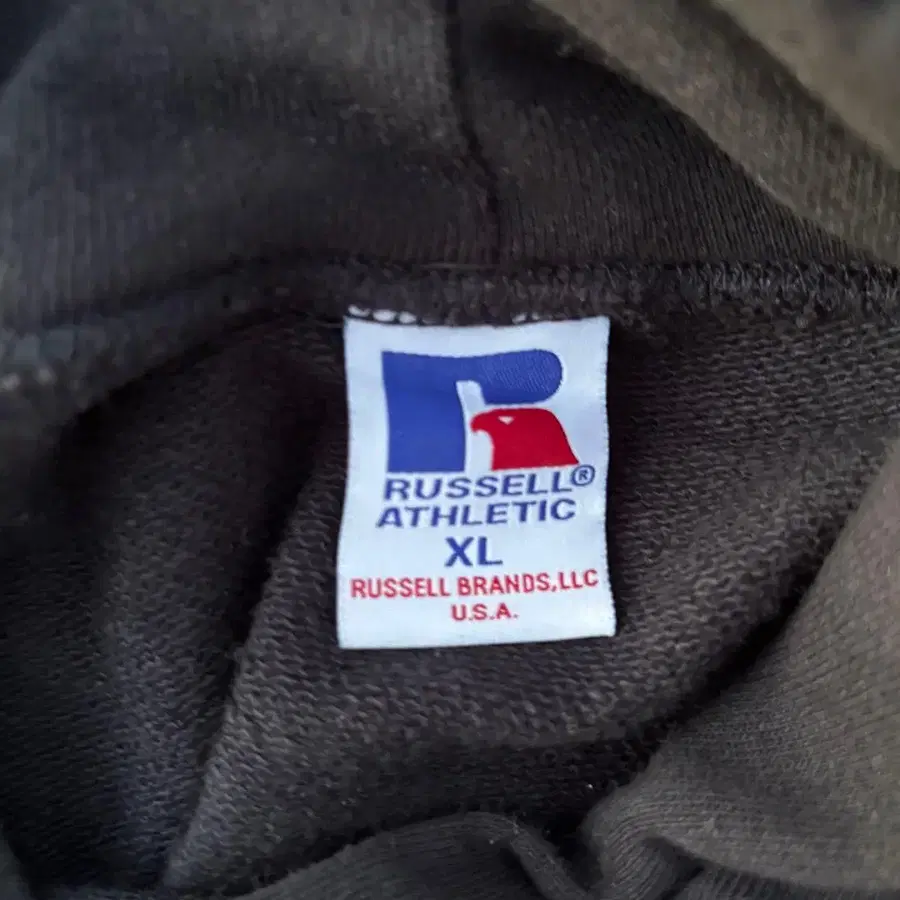 RUSSELL®
ATHLETIC
XL
RUSSELL BRANDS,LLC
U.S.A.